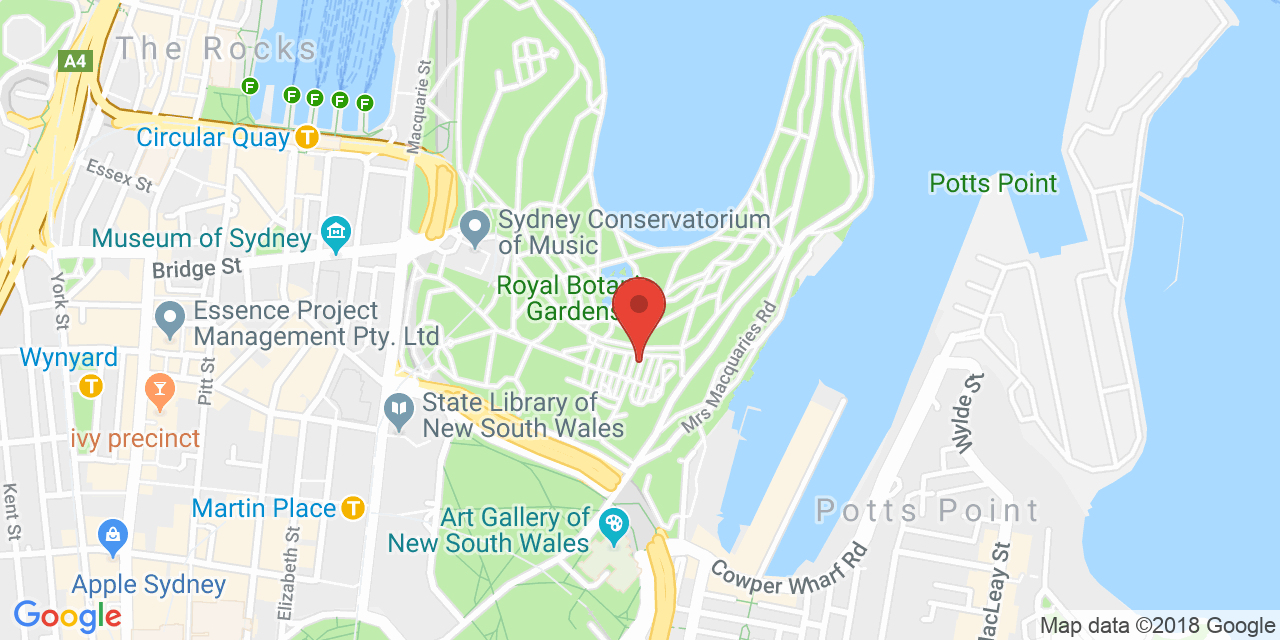 The Rocks
A4
F
F
F
F
F
Circular Quay
T
Macquarie St
Essex St
Potts Point
Museum of Sydney
Sydney Conservatorium
of Music
Bridge St
York St
Royal Botani
Gardens
Essence Project
Management Pty. Ltd
Wynyard
T
Pitt St
Mrs Macquaries Rd
ivy precinct
State Library of
New South Wales
Wylde St
Kent St
Martin Place
T
Elizabeth St
Art Gallery of
New South Wales
Potts Point
Apple Sydney
Cowper Wharf Rd
MacLeay St
Google
Map data ©2018 Google